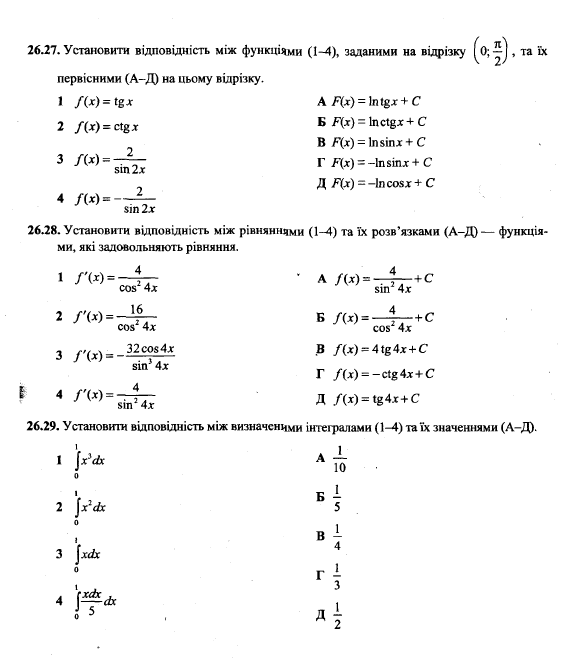 26.27. Установити відповідність між функціями (1–4), заданими на відрізку (0; π/2), та їх
первісними (А–Д) на цьому відрізку.
1 f(x) = tg x
2 f(x) = ctg x
3 f(x) = 2/sin 2x
4 f(x) = –2/sin 2x
А F(x) = ln tgx + C
Б F(x) = ln ctgx + C
В F(x) = ln sinx + C
Г F(x) = –ln sinx + C
Д F(x) = –ln cosx + C
26.28. Установити відповідність між рівняннями (1–4) та їх розв'язками (А–Д) — функція-
ми, які задовольняють рівняння.
1 f′(x) = 4/cos² 4x
2 f′(x) = 16/cos² 4x
3 f′(x) = –32 cos 4x/sin³ 4x
4 f′(x) = 4/sin² 4x
А f(x) = 4/sin² 4x + C
Б f(x) = 4/cos² 4x + C
В f(x) = 4 tg 4x + C
Г f(x) = –ctg 4x + C
Д f(x) = tg 4x + C
26.29. Установити відповідність між визначеними інтегралами (1–4) та їх значеннями (А–Д).
1 ∫₀¹ x³dx
2 ∫₀¹ x²dx
3 ∫₀¹ xdx
4 ∫₀¹ xdx/5 dx
А 1/10
Б 1/5
В 1/4
Г 1/3
Д 1/2